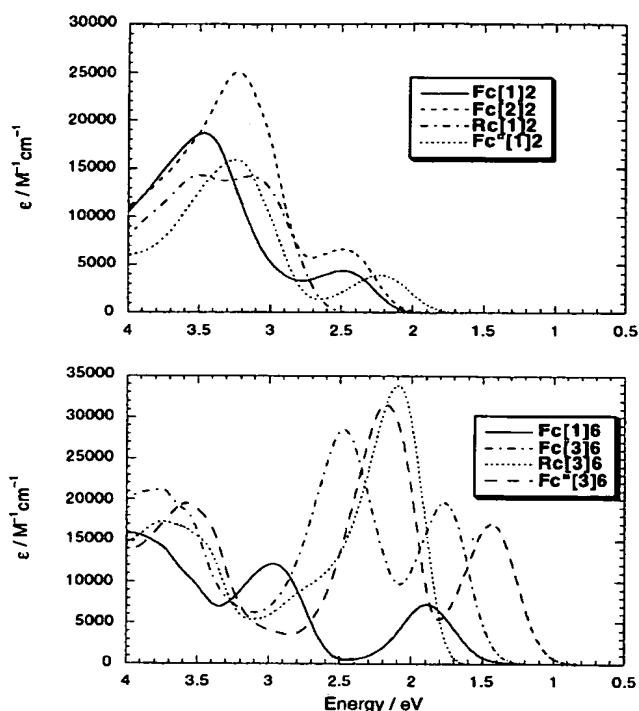 30000
25000
20000
15000
10000
5000
0
ε / M⁻¹cm⁻¹
Fc[1]2
Fc[2]2
Rc[1]2
Fc"[1]2
4 3.5 3 2.5 2 1.5 1 0.5
35000
30000
25000
20000
15000
10000
5000
0
ε / M⁻¹cm⁻¹
Fc[1]6
Fc[3]6
Rc[3]6
Fc"[3]6
4 3.5 3 2.5 2 1.5 1 0.5
Energy / eV